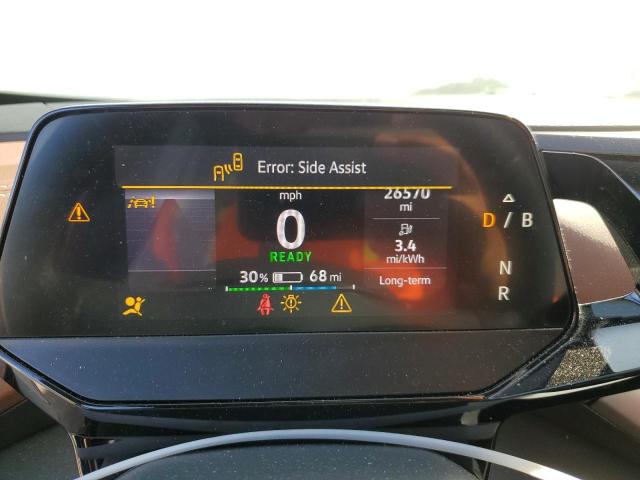 Error: Side Assist
mph
26570
mi
0
D / B
READY
3.4
mi/kWh
N
30% 68 mi
Long-term
R